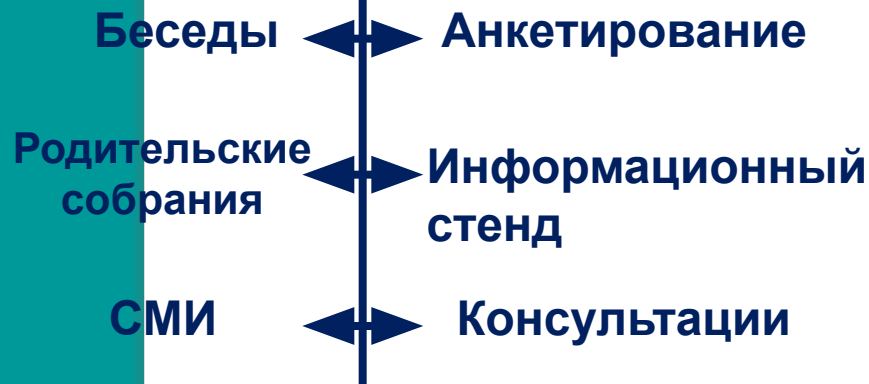 Беседы
Анкетирование
Родительские
собрания
Информационный
стенд
СМИ
Консультации